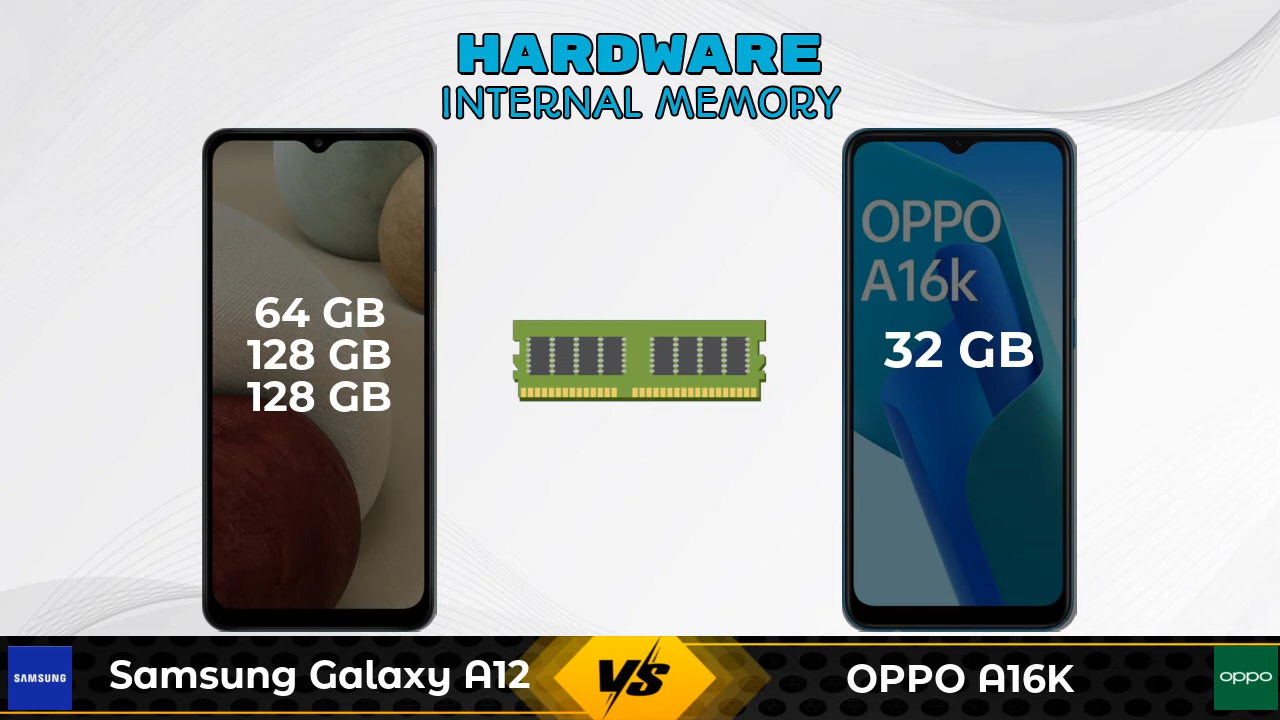 HARDWARE
INTERNAL MEMORY
64 GB
128 GB
128 GB
OPPO
A16k
32 GB
SAMSUNG
Samsung Galaxy A12
VS
OPPO A16K
oppo